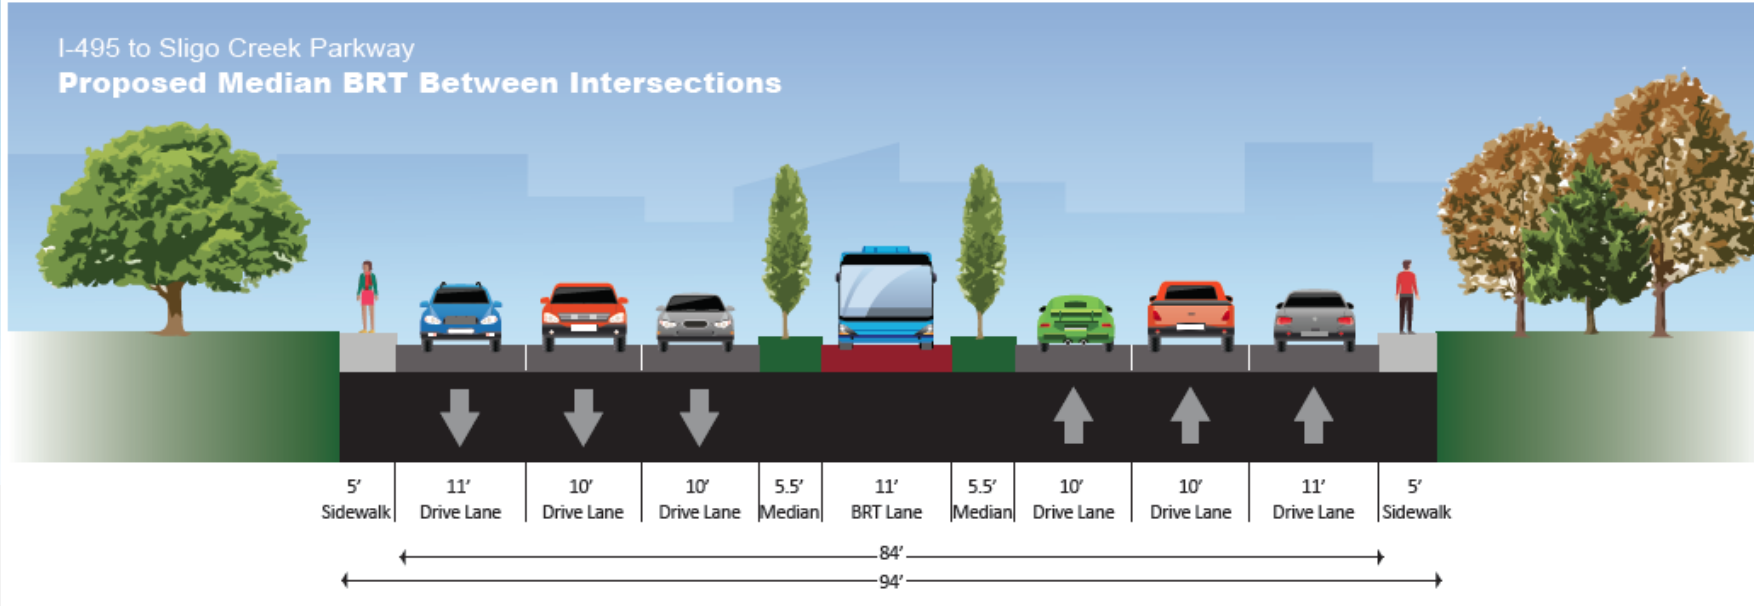 I-495 to Sligo Creek Parkway
Proposed Median BRT Between Intersections
5′ 11′ 10′ 10′ 5.5′ 11′ 5.5′ 10′ 10′ 11′ 5′
Sidewalk Drive Lane Drive Lane Drive Lane Median BRT Lane Median Drive Lane Drive Lane Drive Lane Sidewalk
84′
94′